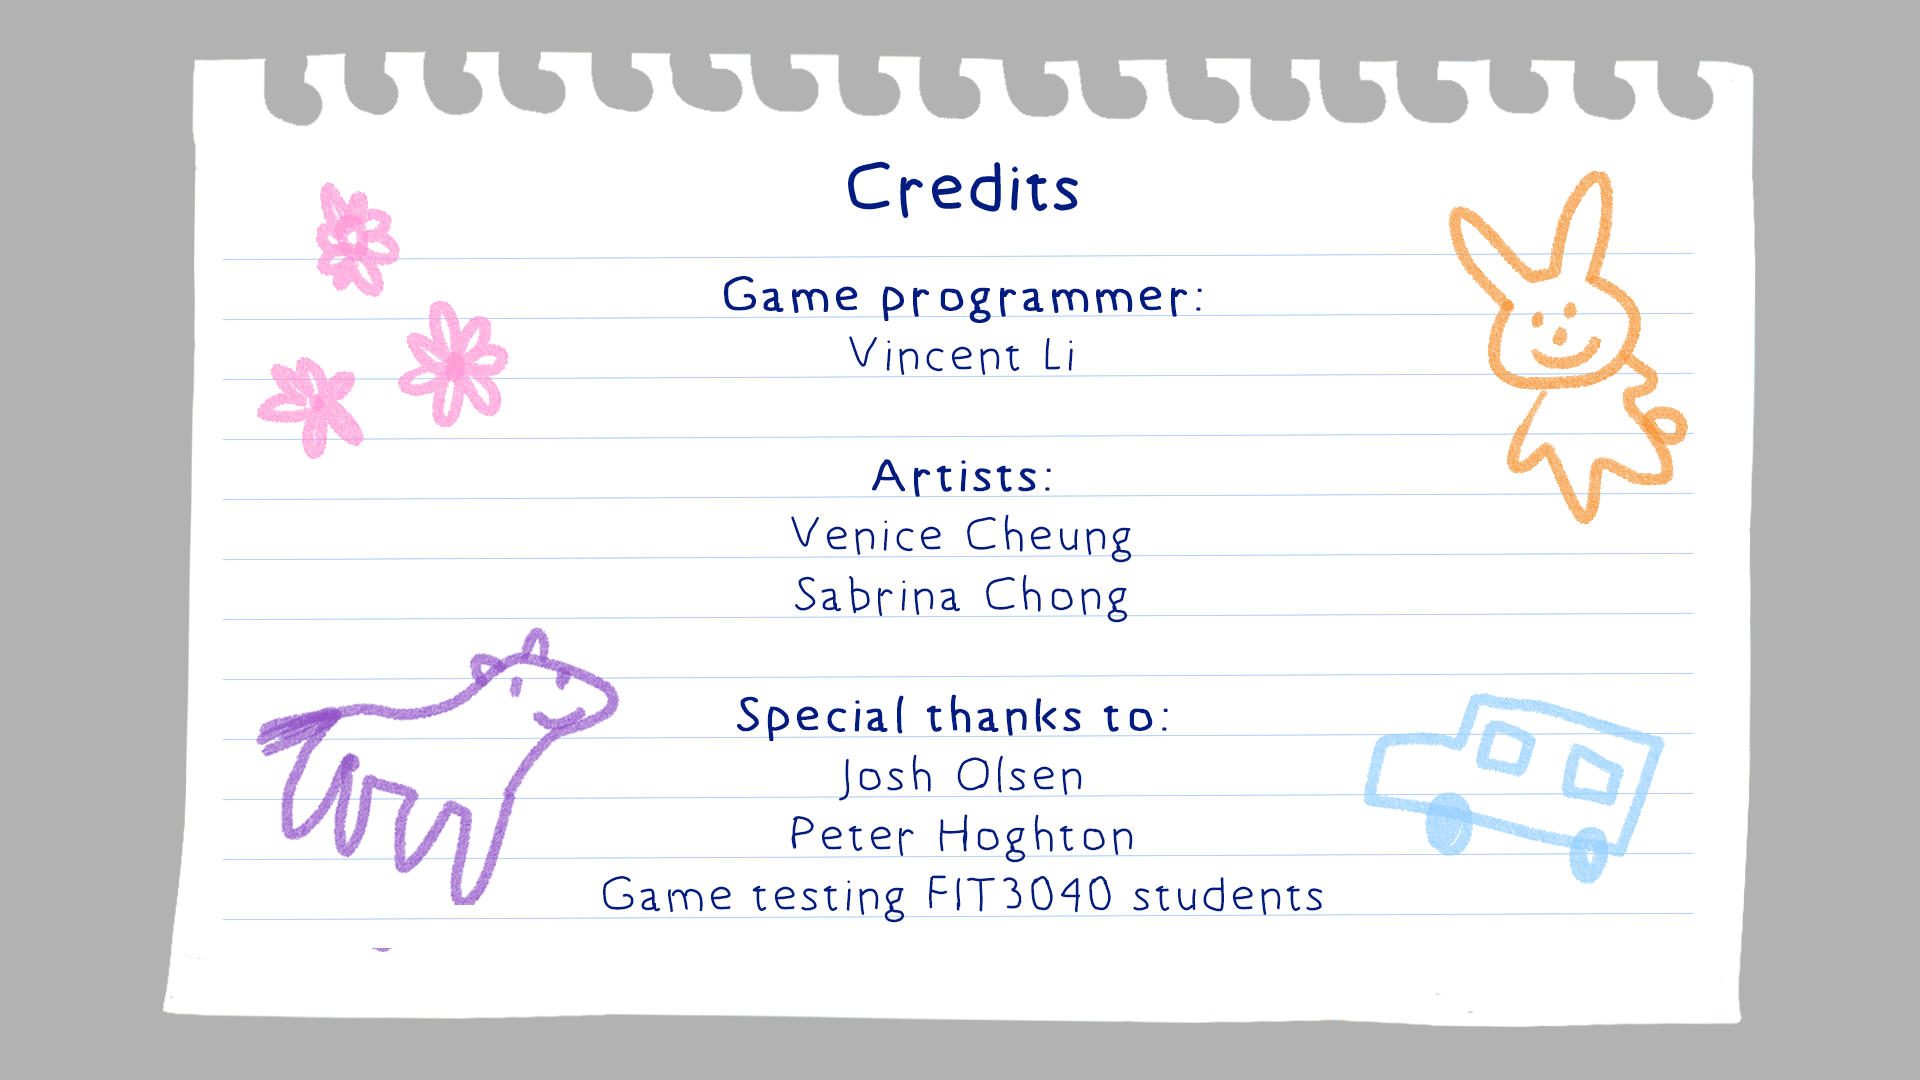 Credits
Game programmer:
Vincent Li
Artists:
Venice Cheung
Sabrina Chong
Special thanks to:
Josh Olsen
Peter Hoghton
Game testing FIT3040 students